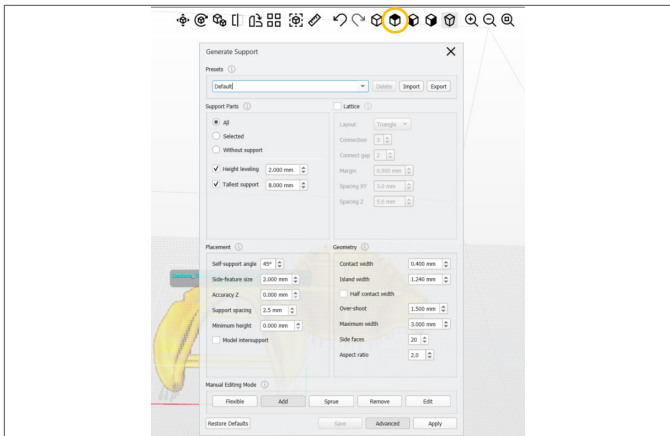 Generate Support
Presets
Default Delete Import Export
Support Parts
All
Selected
Without support
Height leveling 2.000 mm
Tallest support 8.000 mm
Lattice
Layout Triangle
Connection 3
Connect gap 2
Margin 0.500 mm
Spacing XY 3.0 mm
Spacing Z 5.0 mm
Placement
Self-support angle 45°
Side-feature size 2.000 mm
Accuracy Z 0.000 mm
Support spacing 2.5 mm
Minimum height 0.000 mm
Model intersupport
Geometry
Contact width 0.400 mm
Island width 1.240 mm
Half contact width
Over-shoot 1.500 mm
Maximum width 3.000 mm
Side faces 20
Aspect ratio 2.0
Manual Editing Mode
Flexible Add Sprue Remove Edit
Restore Defaults Save Advanced Apply